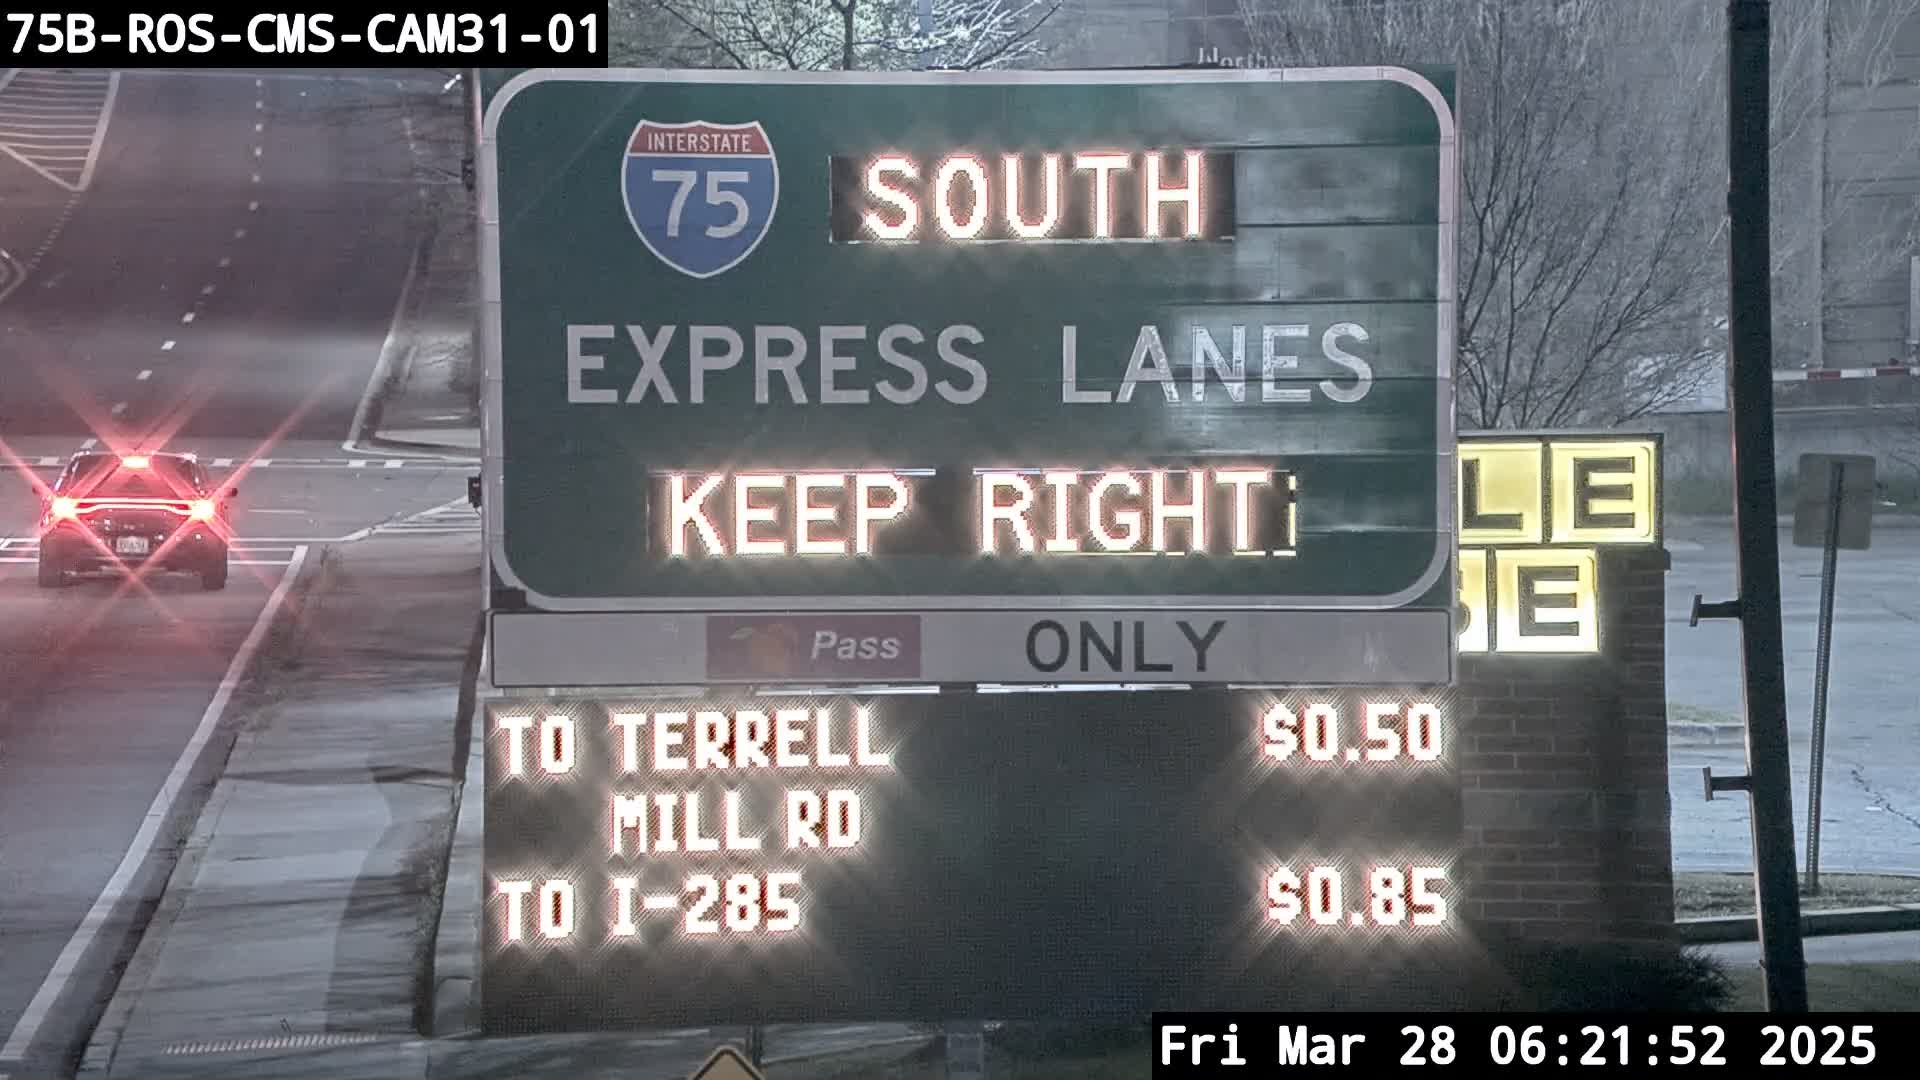 75B-ROS-CMS-CAM31-01
INTERSTATE
75
SOUTH
EXPRESS LANES
KEEP RIGHT
Pass ONLY
TO TERRELL $0.50
MILL RD
TO I-285 $0.85
LE
E
Fri Mar 28 06:21:52 2025